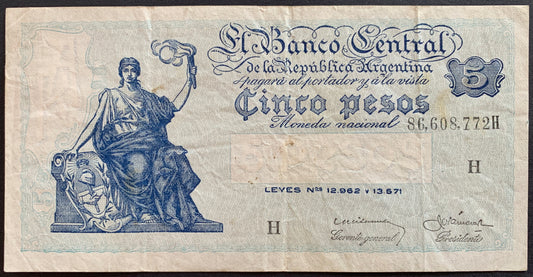 El Banco Central
de la República Argentina
pagará al portador y á la vista
5
Cinco pesos
Moneda nacional 86,608,772H
H
LEYES Nos 12.962 y 13.571
H
Gerente general
Presidente